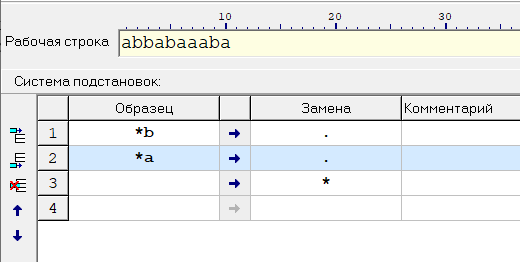 10 20 30
Рабочая строка abbabaaaba
Система подстановок:
Образец Замена Комментарий
1 *b → .
2 *a → .
3 → *
4 →